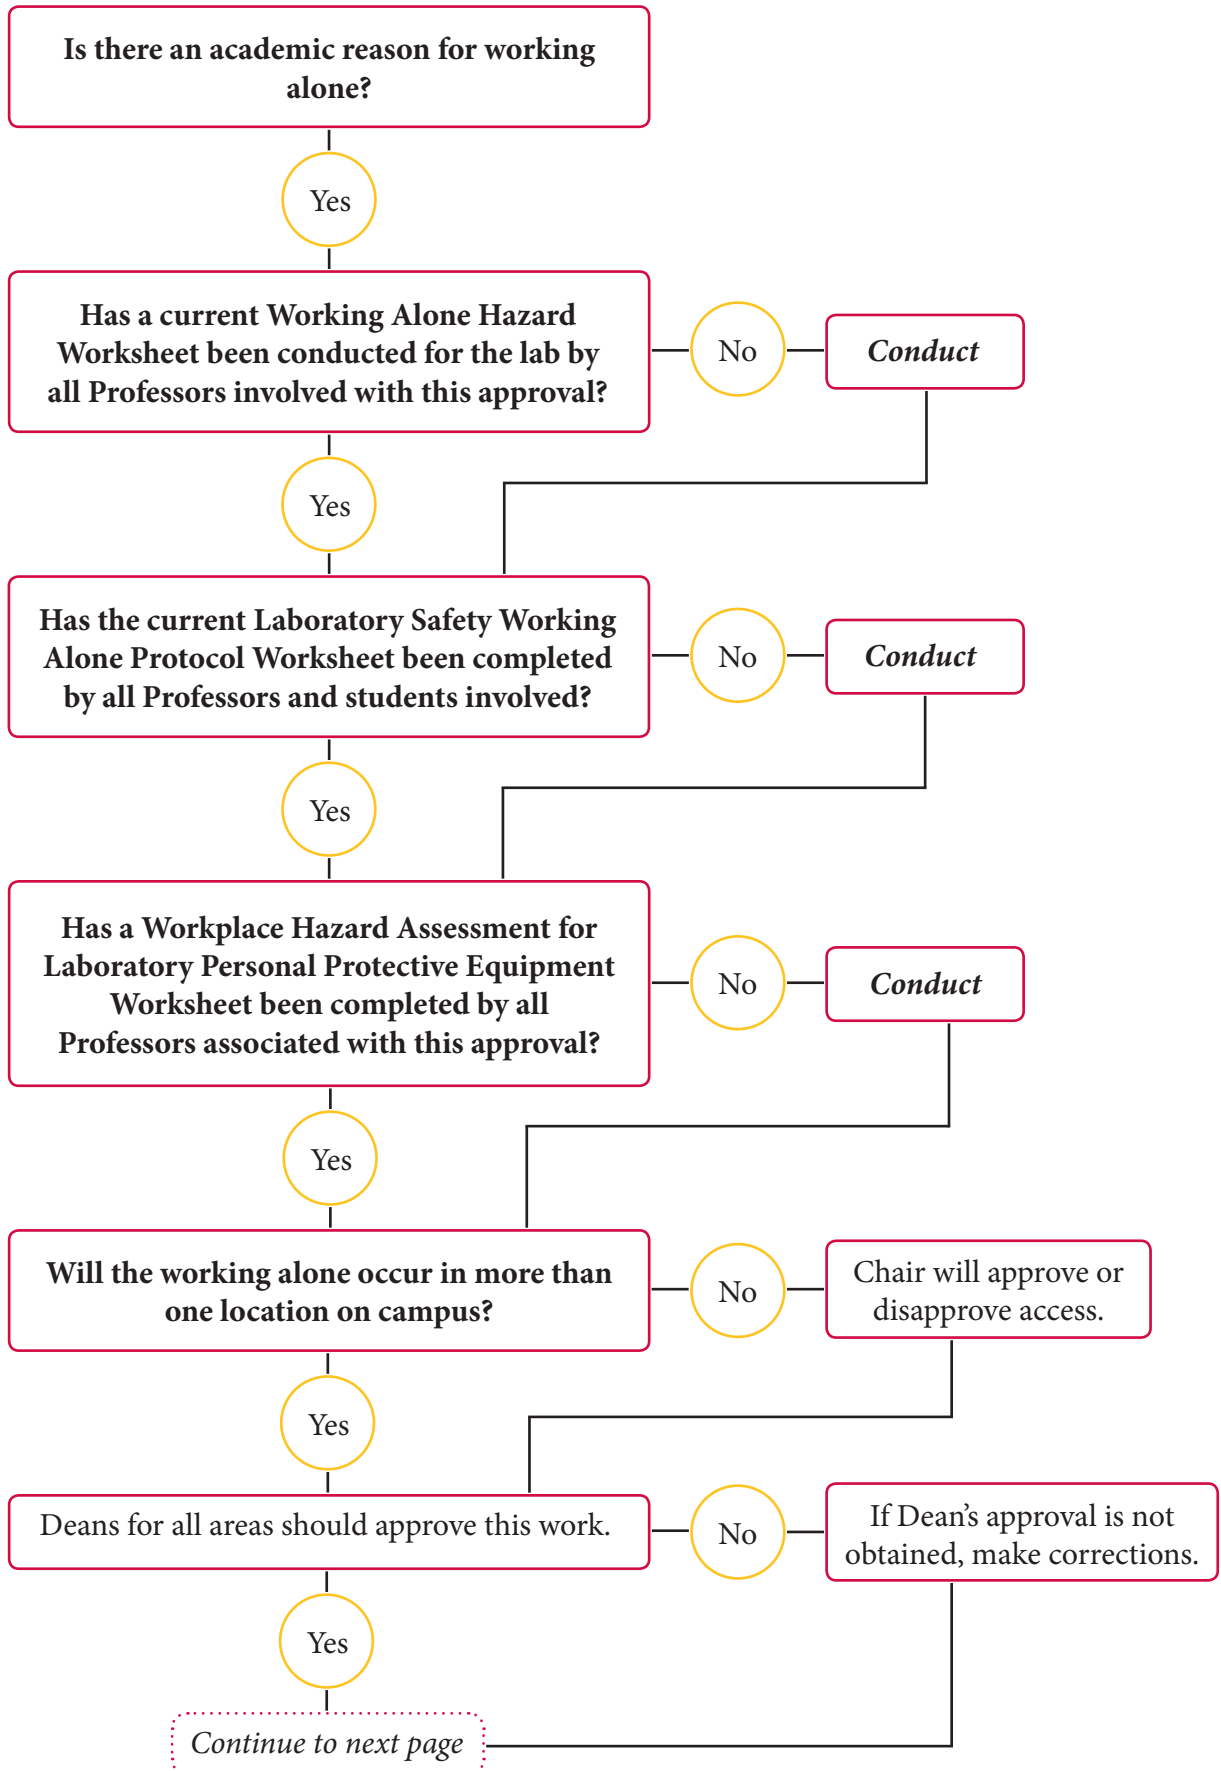 Is there an academic reason for working
alone?
Yes
Has a current Working Alone Hazard
Worksheet been conducted for the lab by
all Professors involved with this approval?
No
Conduct
Yes
Has the current Laboratory Safety Working
Alone Protocol Worksheet been completed
by all Professors and students involved?
No
Conduct
Yes
Has a Workplace Hazard Assessment for
Laboratory Personal Protective Equipment
Worksheet been completed by all
Professors associated with this approval?
No
Conduct
Yes
Will the working alone occur in more than
one location on campus?
No
Chair will approve or
disapprove access.
Yes
Deans for all areas should approve this work.
No
If Dean’s approval is not
obtained, make corrections.
Yes
Continue to next page